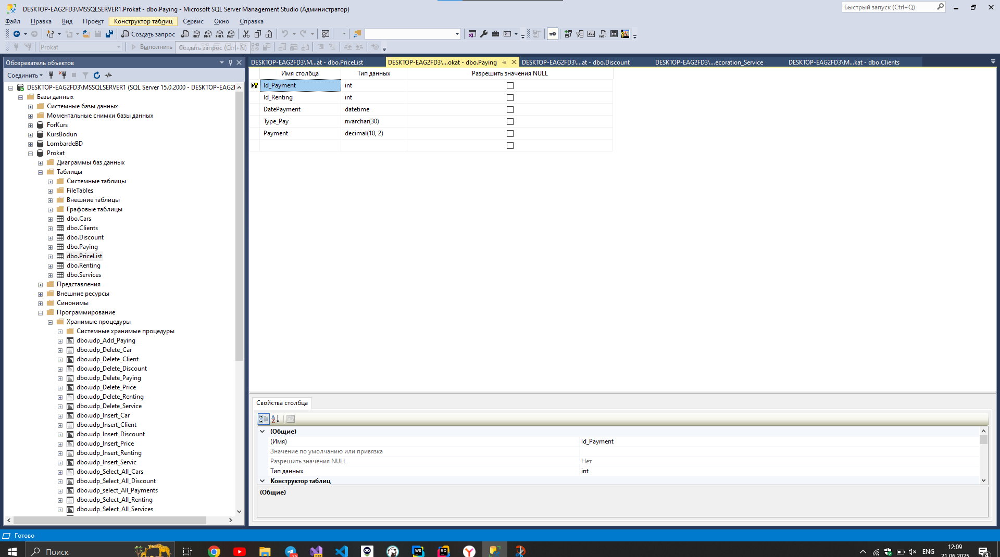 DESKTOP-EAG2FD3\MSSQLSERVER1.Prokat - dbo.Paying - Microsoft SQL Server Management Studio (Администратор)
Быстрый запуск (Ctrl+Q)
Файл Правка Вид Проект Конструктор таблиц Сервис Окно Справка
Создать запрос MDX DMX XMLA DAX
Prokat Выполнить Создать запрос (Ctrl+N)
Обозреватель объектов
Соединить
DESKTOP-EAG2FD3\MSSQLSERVER1 (SQL Server 15.0.2000 - DESKTOP-EAG2I
Базы данных
Системные базы данных
Моментальные снимки базы данных
ForKurs
KursBodun
LombardeBD
Prokat
Диаграммы баз данных
Таблицы
Системные таблицы
FileTables
Внешние таблицы
Графовые таблицы
dbo.Cars
dbo.Clients
dbo.Discount
dbo.Paying
dbo.PriceList
dbo.Renting
dbo.Services
Представления
Внешние ресурсы
Синонимы
Программирование
Хранимые процедуры
Системные хранимые процедуры
dbo.udp_Add_Paying
dbo.udp_Delete_Car
dbo.udp_Delete_Client
dbo.udp_Delete_Discount
dbo.udp_Delete_Paying
dbo.udp_Delete_Price
dbo.udp_Delete_Renting
dbo.udp_Delete_Service
dbo.udp_Insert_Car
dbo.udp_Insert_Client
dbo.udp_Insert_Discount
dbo.udp_Insert_Price
dbo.udp_Insert_Renting
dbo.udp_Insert_Servic
dbo.udp_Select_All_Cars
dbo.udp_Select_All_Discount
dbo.udp_select_All_Payments
dbo.udp_Select_All_Renting
dbo.udp_Select_All_Services
DESKTOP-EAG2FD3\M...at - dbo.PriceList DESKTOP-EAG2FD3\...okat - dbo.Paying DESKTOP-EAG2FD3\...at - dbo.Discount DESKTOP-EAG2FD3\...ecoration_Service DESKTOP-EAG2FD3\M...kat - dbo.Clients
Имя столбца Тип данных Разрешить значения NULL
Id_Payment int
Id_Renting int
DatePayment datetime
Type_Pay nvarchar(30)
Payment decimal(10, 2)
Свойства столбца
(Общие)
(Имя) Id_Payment
Значение по умолчанию или привязка
Разрешить значения NULL Нет
Тип данных int
Конструктор таблиц
(Общие)
Готово
Поиск
ENG
12:09
21.06.2025